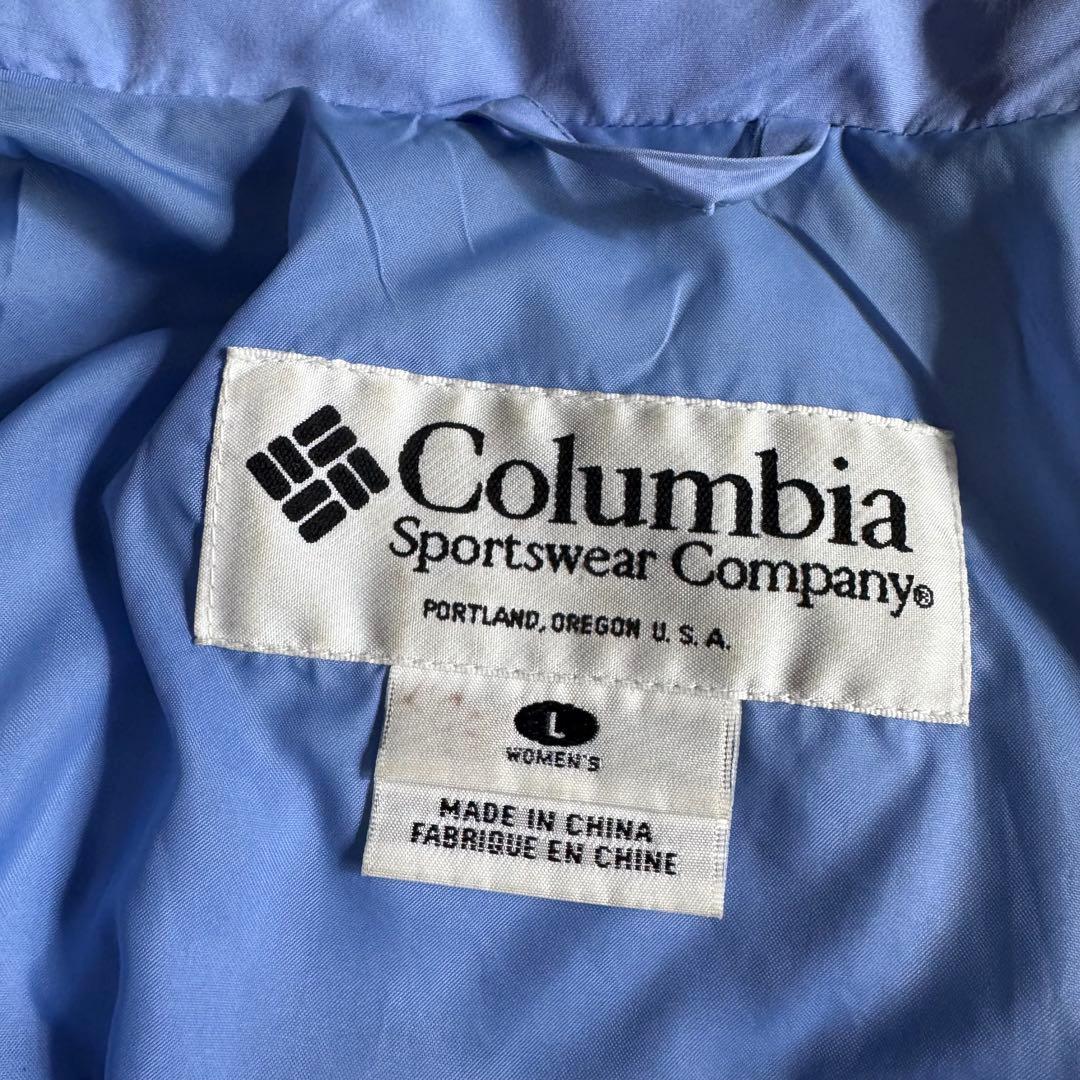 Columbia
Sportswear Company®
PORTLAND, OREGON U.S.A.
L
WOMEN'S
MADE IN CHINA
FABRIQUE EN CHINE